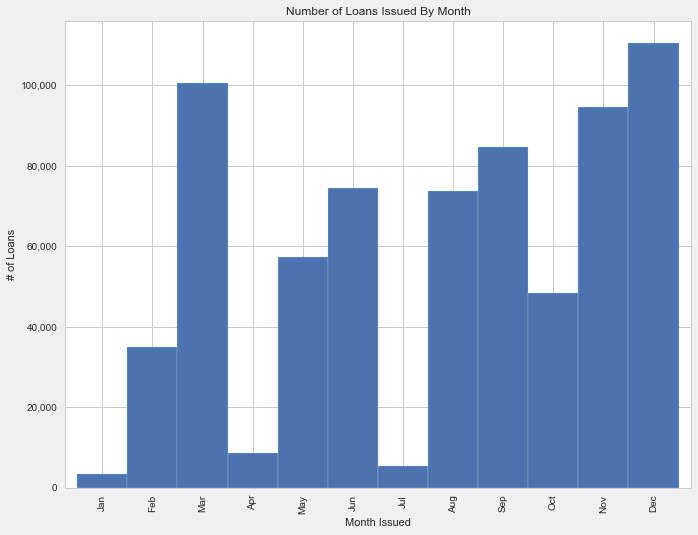 Number of Loans Issued By Month
100,000
80,000
60,000
40,000
20,000
0
# of Loans
Jan
Feb
Mar
Apr
May
Jun
Jul
Aug
Sep
Oct
Nov
Dec
Month Issued